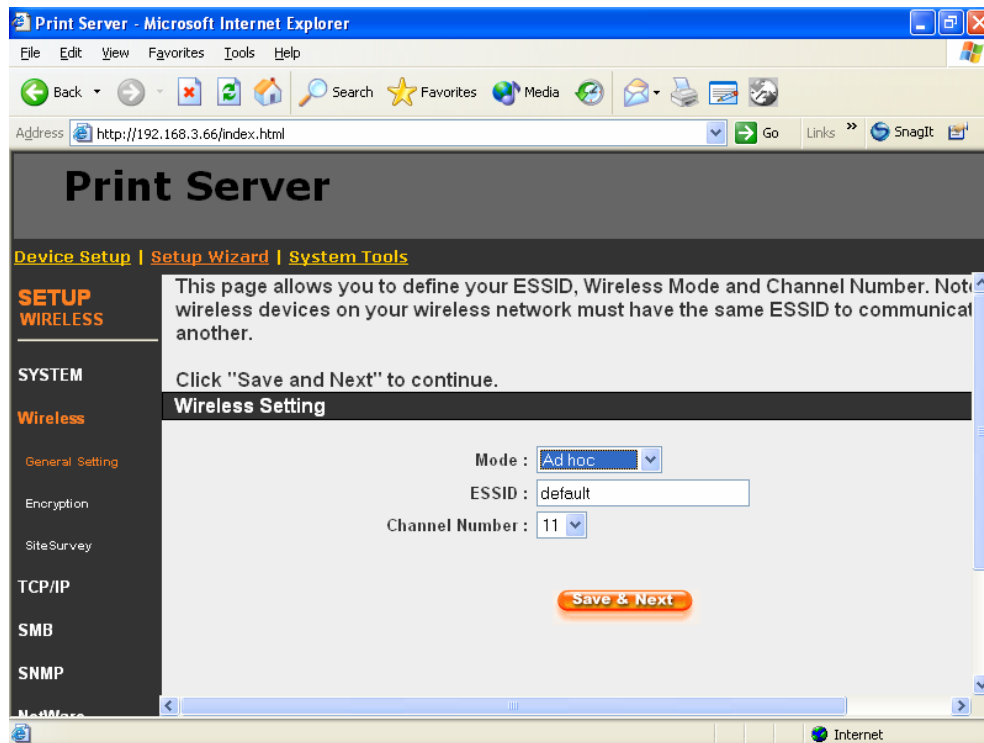 Print Server - Microsoft Internet Explorer
File Edit View Favorites Tools Help
Back Search Favorites Media
Address http://192.168.3.66/index.html Go Links » SnagIt
Print Server
Device Setup | Setup Wizard | System Tools
SETUP
WIRELESS
SYSTEM
Wireless
General Setting
Encryption
SiteSurvey
TCP/IP
SMB
SNMP
NetWare
This page allows you to define your ESSID, Wireless Mode and Channel Number. Note
wireless devices on your wireless network must have the same ESSID to communicat
another.
Click "Save and Next" to continue.
Wireless Setting
Mode : Ad hoc
ESSID : default
Channel Number : 11
Save & Next
Internet